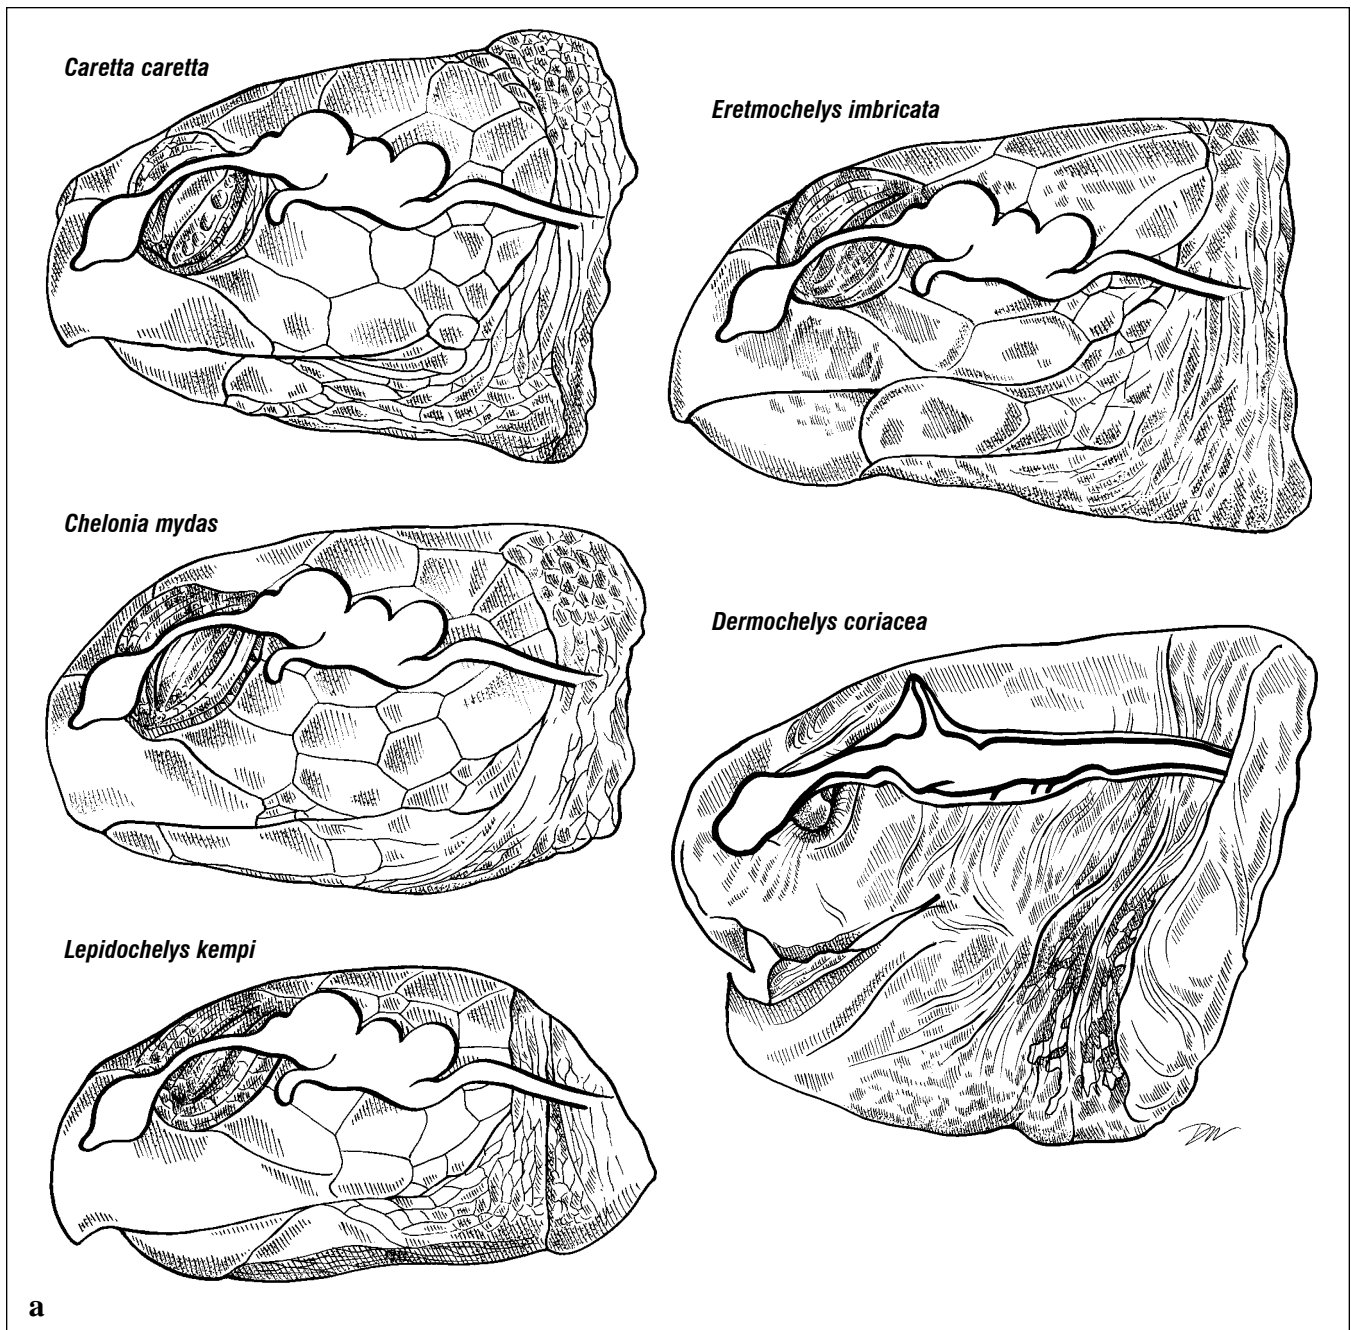 Caretta caretta
Eretmochelys imbricata
Chelonia mydas
Dermochelys coriacea
Lepidochelys kempi
a